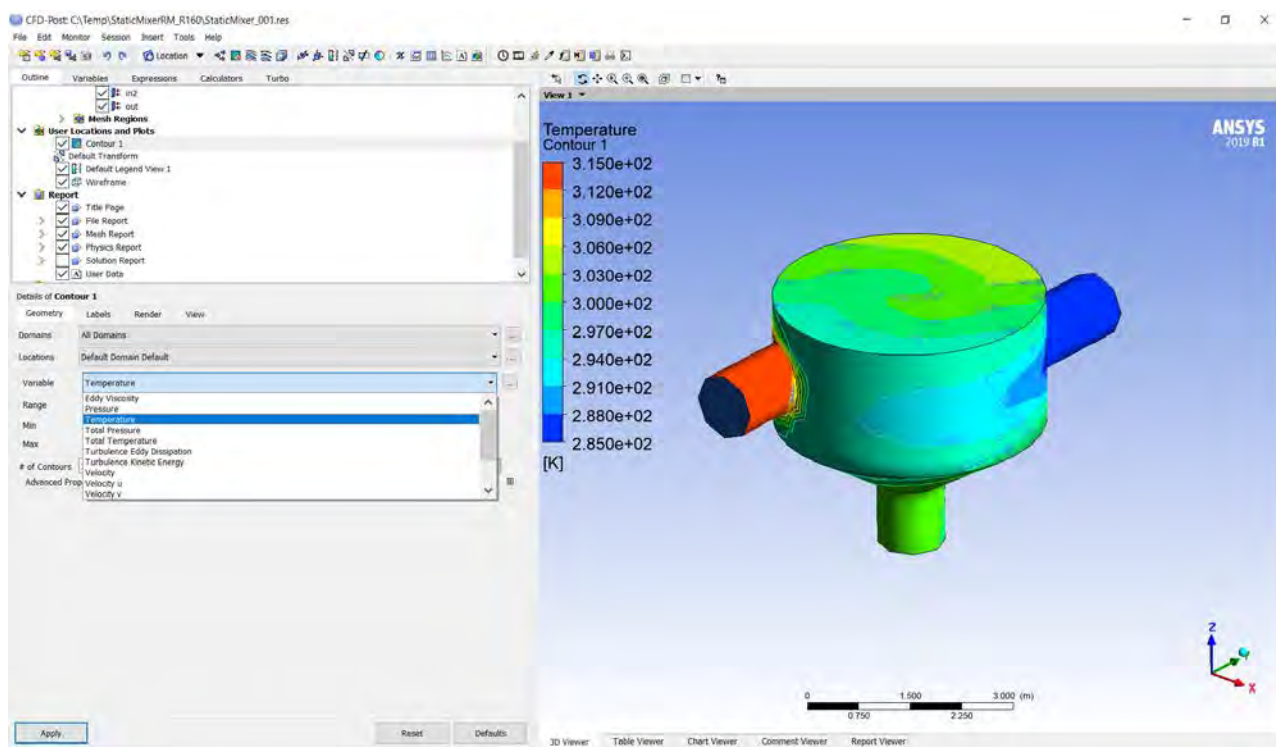 CFD-Post: C:\Temp\StaticMixerRM_R160\StaticMixer_001.res
File Edit Monitor Session Insert Tools Help
Location
Outline Variables Expressions Calculators Turbo
in2
out
Mesh Regions
User Locations and Plots
Contour 1
Default Transform
Default Legend View 1
Wireframe
Report
Title Page
File Report
Mesh Report
Physics Report
Solution Report
User Data
Details of Contour 1
Geometry Labels Render View
Domains All Domains
Locations Default Domain Default
Variable Temperature
Range
Min
Max
# of Contours
Advanced Prop
Eddy Viscosity
Pressure
Temperature
Total Pressure
Total Temperature
Turbulence Eddy Dissipation
Turbulence Kinetic Energy
Velocity
Velocity u
Velocity v
Apply Reset Defaults
View 1
Temperature
Contour 1
3.150e+02
3.120e+02
3.090e+02
3.060e+02
3.030e+02
3.000e+02
2.970e+02
2.940e+02
2.910e+02
2.880e+02
2.850e+02
[K]
ANSYS
2019 R1
Z
X
0 1.500 3.000 (m)
0.750 2.250
3D Viewer Table Viewer Chart Viewer Comment Viewer Report Viewer